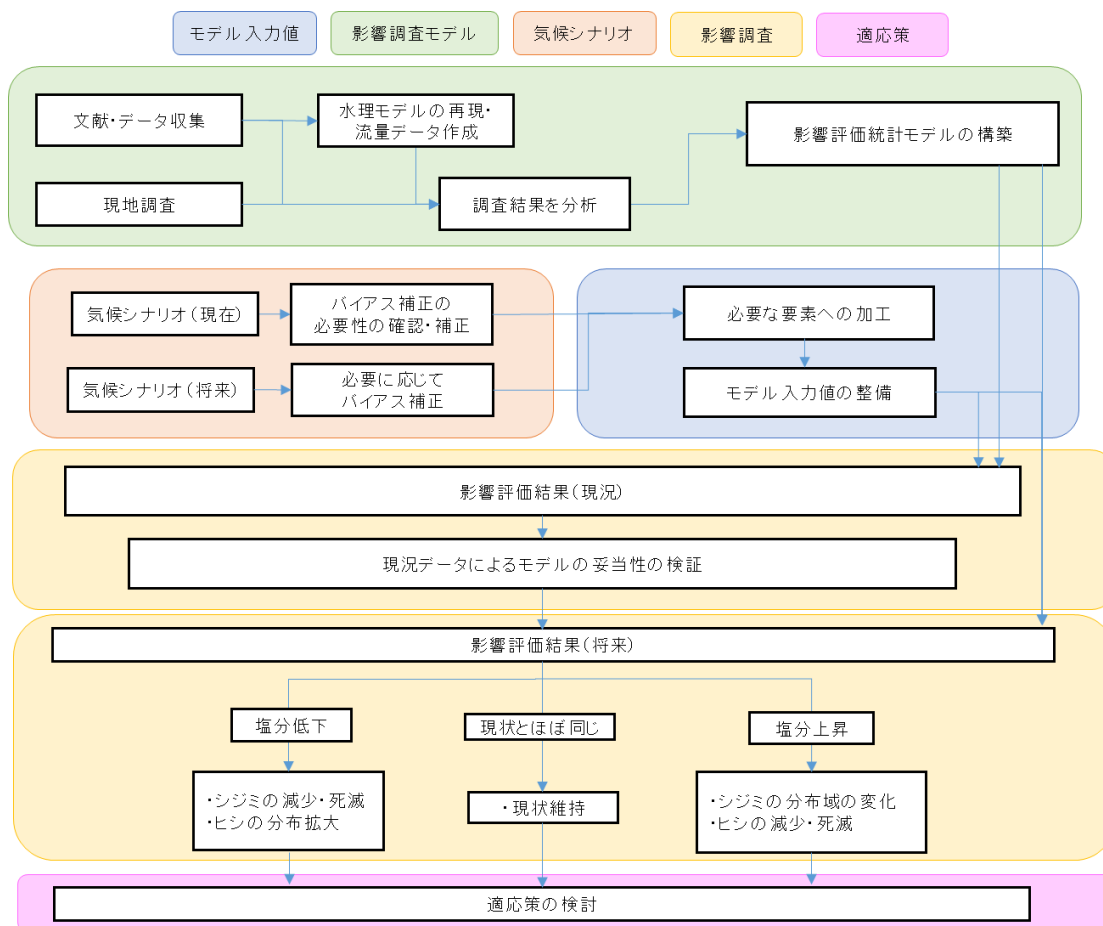 モデル入力値
影響調査モデル
気候シナリオ
影響調査
適応策
文献・データ収集
水理モデルの再現・
流量データ作成
影響評価統計モデルの構築
現地調査
調査結果を分析
気候シナリオ(現在)
バイアス補正の
必要性の確認・補正
必要な要素への加工
気候シナリオ(将来)
必要に応じて
バイアス補正
モデル入力値の整備
影響評価結果(現況)
現況データによるモデルの妥当性の検証
影響評価結果(将来)
塩分低下
現状とほぼ同じ
塩分上昇
・シジミの減少・死滅
・ヒシの分布拡大
・現状維持
・シジミの分布域の変化
・ヒシの減少・死滅
適応策の検討